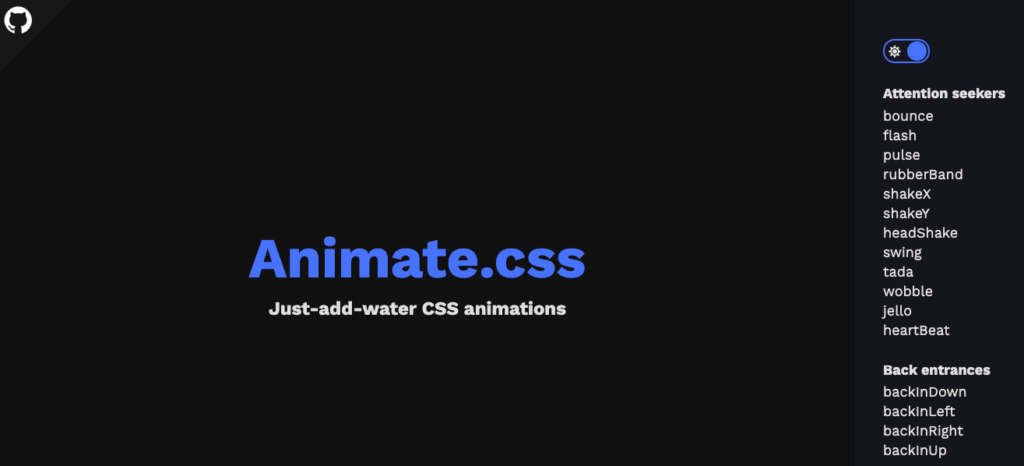 Animate.css
Just-add-water CSS animations
Attention seekers
bounce
flash
pulse
rubberBand
shakeX
shakeY
headShake
swing
tada
wobble
jello
heartBeat
Back entrances
backInDown
backInLeft
backInRight
backInUp